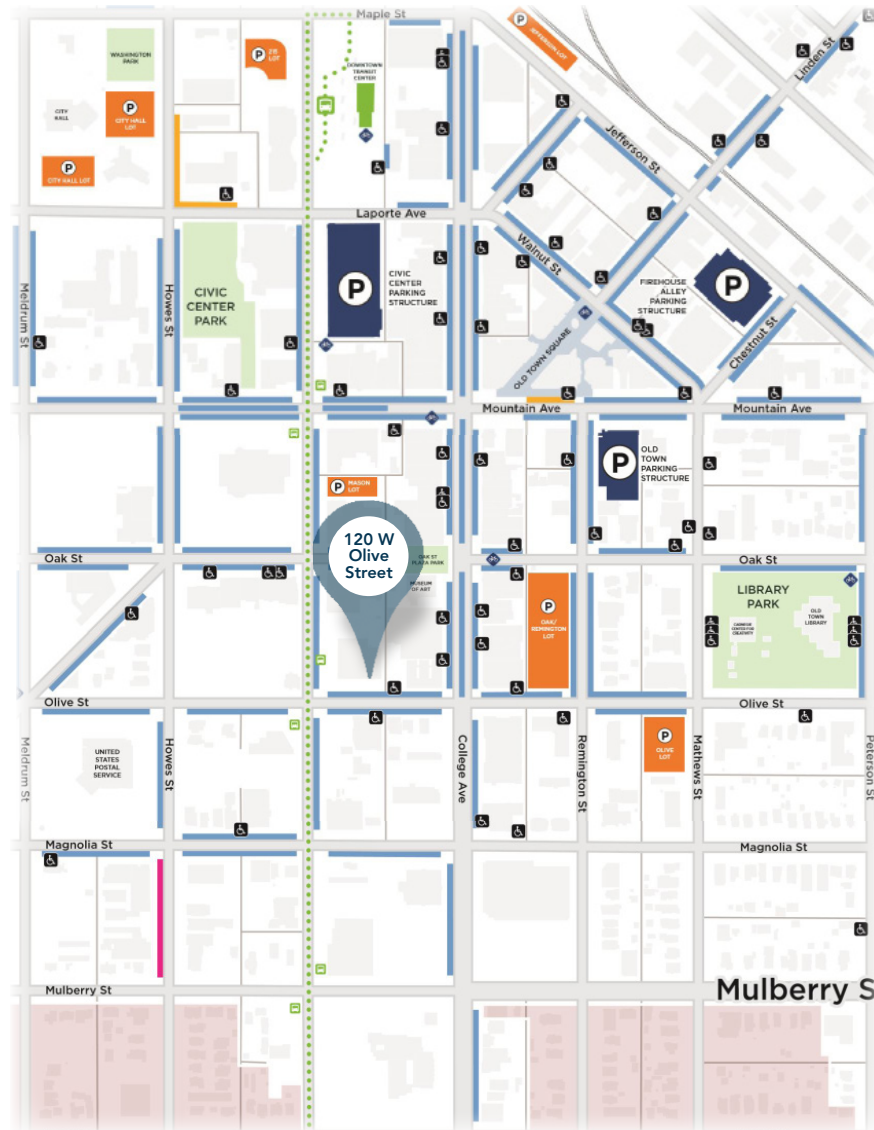 Maple St
P
JEFFERSON LOT
WASHINGTON
PARK
P
215
LOT
DOWNTOWN
TRANSIT
CENTER
Linden St
CITY
HALL
P
CITY HALL
LOT
P
CITY HALL LOT
Jefferson St
Laporte Ave
Walnut St
Meldrum St
Howes St
CIVIC
CENTER
PARK
P
CIVIC
CENTER
PARKING
STRUCTURE
FIREHOUSE
ALLEY
PARKING
STRUCTURE
P
Chestnut St
OLD TOWN SQUARE
Mountain Ave
Mountain Ave
P
OLD
TOWN
PARKING
STRUCTURE
P
MASON
LOT
120 W
Olive
Street
Oak St
OAK ST
PLAZA PARK
MUSEUM
OF ART
Oak St
P
OAK/
REMINGTON
LOT
LIBRARY
PARK
OLD
TOWN
LIBRARY
CARNEGIE
CENTER FOR
CREATIVITY
Olive St
Olive St
Meldrum St
UNITED
STATES
POSTAL
SERVICE
Howes St
College Ave
Remington St
P
OLIVE
LOT
Mathews St
Peterson St
Magnolia St
Magnolia St
Mulberry St
Mulberry S